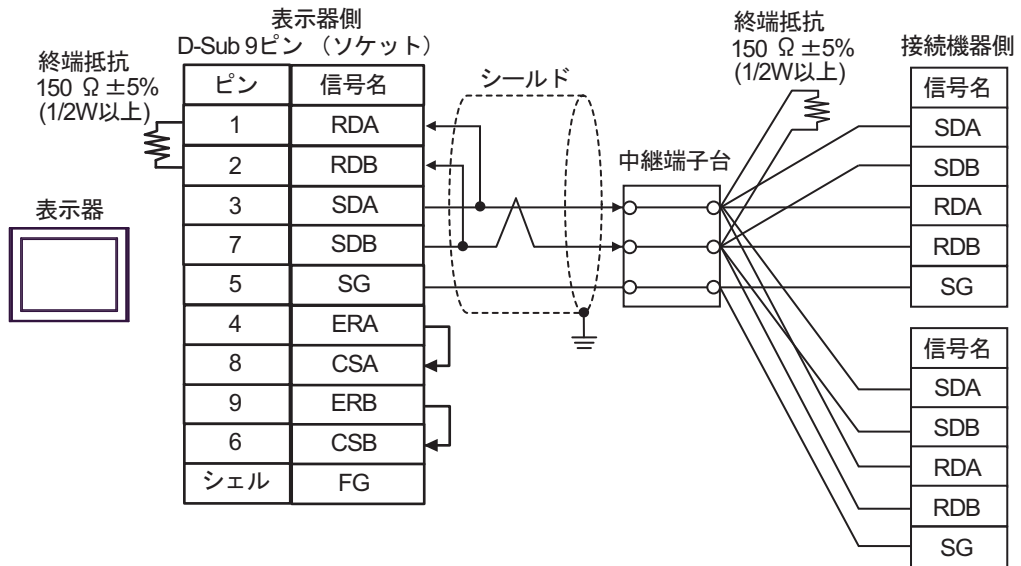 表示器側
D-Sub 9ピン （ソケット）
終端抵抗
150 Ω ±5%
(1/2W以上)
ピン 信号名
1 RDA
2 RDB
3 SDA
7 SDB
5 SG
4 ERA
8 CSA
9 ERB
6 CSB
シェル FG
表示器
シールド
中継端子台
終端抵抗
150 Ω ±5%
(1/2W以上)
接続機器側
信号名
SDA
SDB
RDA
RDB
SG
信号名
SDA
SDB
RDA
RDB
SG